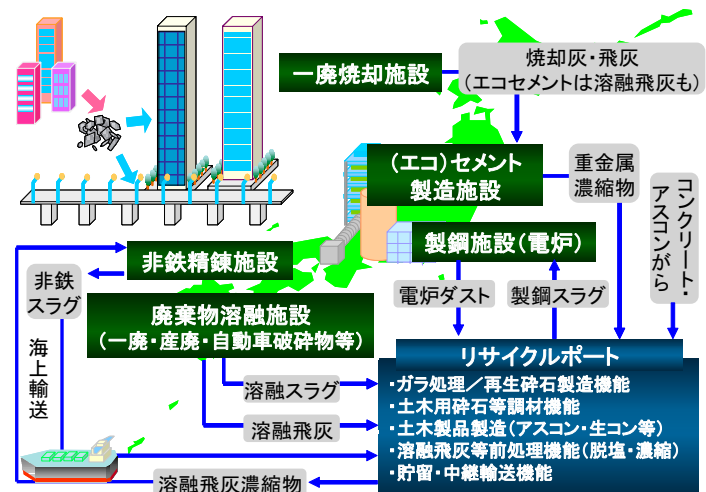 一廃焼却施設
焼却灰・飛灰
(エコセメントは溶融飛灰も)
(エコ)セメント
製造施設
重金属
濃縮物
コンクリート・
アスコンがら
製鋼施設(電炉)
非鉄精錬施設
非鉄
スラグ
電炉ダスト
製鋼スラグ
廃棄物溶融施設
(一廃・産廃・自動車破砕物等)
海上輸送
リサイクルポート
・ガラ処理/再生砕石製造機能
・土木用砕石等調材機能
・土木製品製造(アスコン・生コン等)
・溶融飛灰等前処理機能(脱塩・濃縮)
・貯留・中継輸送機能
溶融スラグ
溶融飛灰
溶融飛灰濃縮物